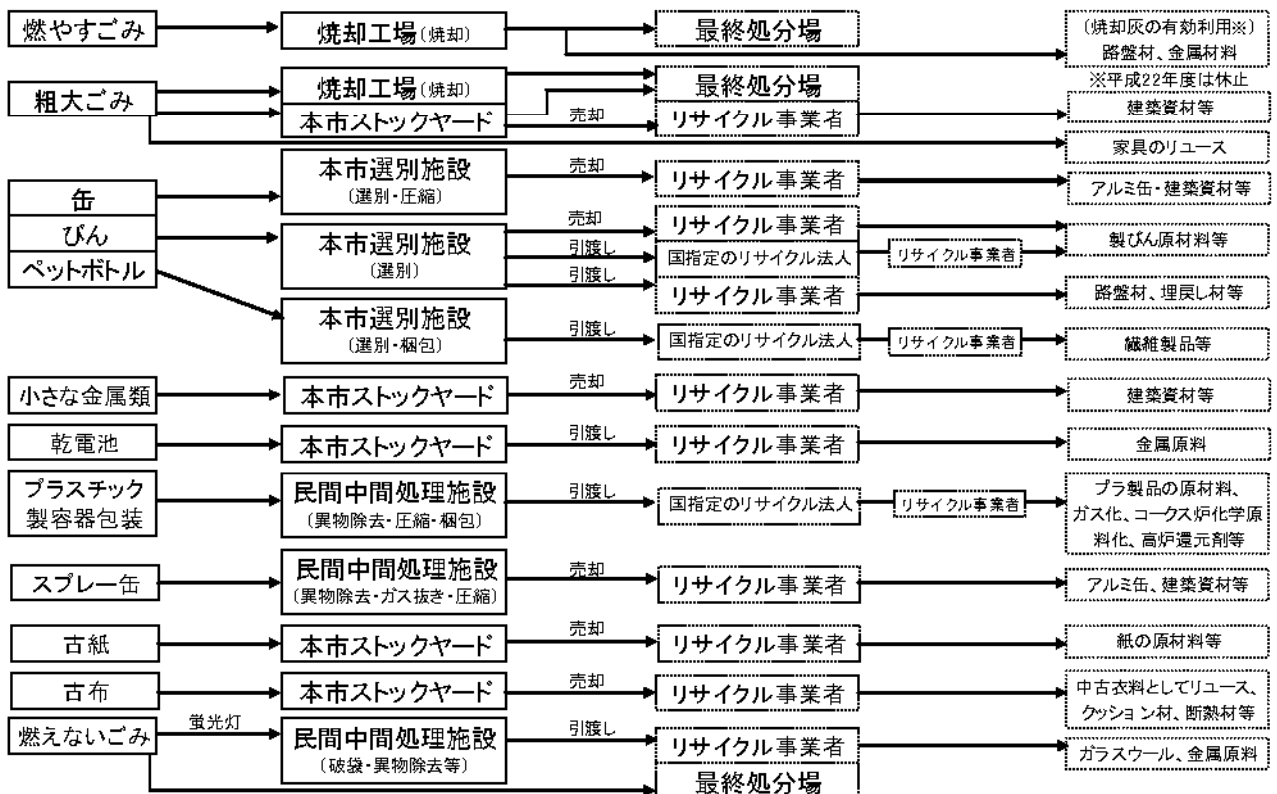 燃やすごみ
焼却工場(焼却)
最終処分場
(焼却灰の有効利用※)
路盤材、金属材料
※平成22年度は休止
粗大ごみ
焼却工場(焼却)
最終処分場
本市ストックヤード
売却
リサイクル事業者
建築資材等
家具のリユース
缶
びん
ペットボトル
本市選別施設
(選別・圧縮)
売却
リサイクル事業者
アルミ缶・建築資材等
本市選別施設
(選別)
売却
リサイクル事業者
製びん原材料等
引渡し
国指定のリサイクル法人
リサイクル事業者
引渡し
リサイクル事業者
路盤材、埋戻し材等
本市選別施設
(選別・梱包)
引渡し
国指定のリサイクル法人
リサイクル事業者
繊維製品等
小さな金属類
本市ストックヤード
売却
リサイクル事業者
建築資材等
乾電池
本市ストックヤード
引渡し
リサイクル事業者
金属原料
プラスチック
製容器包装
民間中間処理施設
(異物除去・圧縮・梱包)
引渡し
国指定のリサイクル法人
リサイクル事業者
プラ製品の原材料、
ガス化、コークス炉化学原
料化、高炉還元剤等
スプレー缶
民間中間処理施設
(異物除去・ガス抜き・圧縮)
売却
リサイクル事業者
アルミ缶、建築資材等
古紙
本市ストックヤード
売却
リサイクル事業者
紙の原材料等
古布
本市ストックヤード
売却
リサイクル事業者
中古衣料としてリユース、
クッション材、断熱材等
燃えないごみ
蛍光灯
民間中間処理施設
(破袋・異物除去等)
引渡し
リサイクル事業者
ガラスウール、金属原料
最終処分場